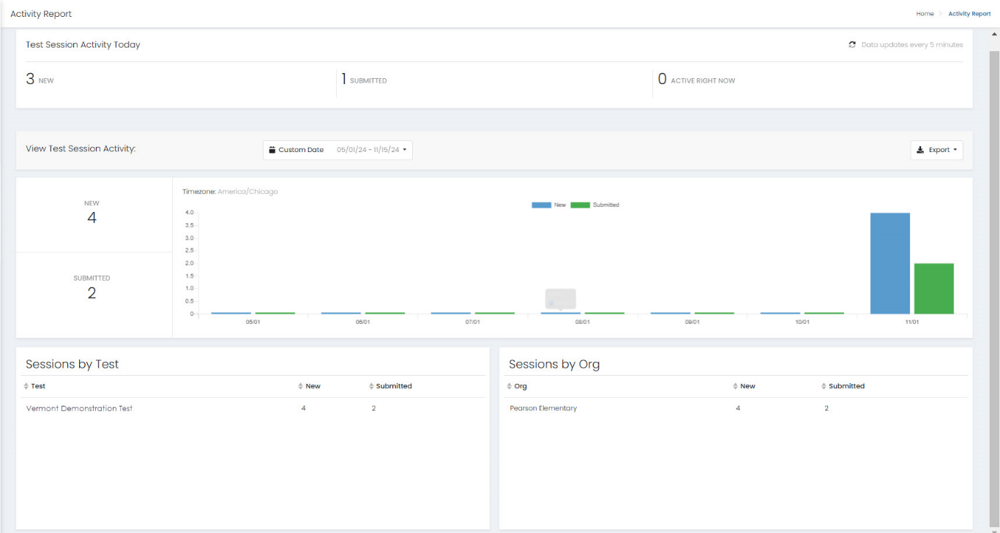 Activity Report
Home > Activity Report
Test Session Activity Today
Data updates every 5 minutes
3 NEW
1 SUBMITTED
0 ACTIVE RIGHT NOW
View Test Session Activity:
Custom Date 05/01/24 - 11/15/24
Export
NEW
4
SUBMITTED
2
Timezone: America/Chicago
New Submitted
4.0
3.5
3.0
2.5
2.0
1.5
1.0
0.5
0
05/01 06/01 07/01 08/01 09/01 10/01 11/01
Sessions by Test
Test New Submitted
Vermont Demonstration Test 4 2
Sessions by Org
Org New Submitted
Pearson Elementary 4 2